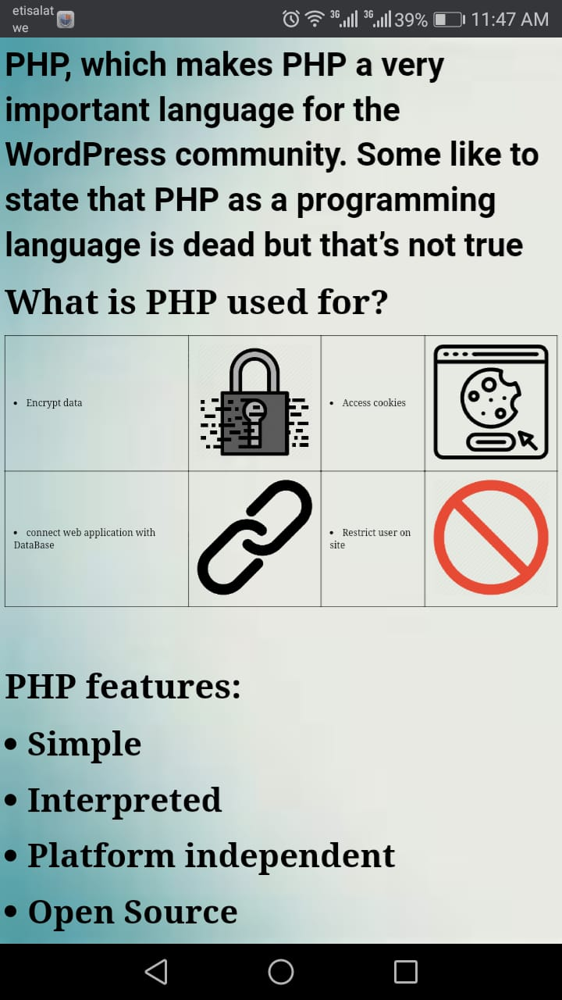 etisalat
we
3G 3G 39% 11:47 AM
PHP, which makes PHP a very
important language for the
WordPress community. Some like to
state that PHP as a programming
language is dead but that’s not true
What is PHP used for?
• Encrypt data
• Access cookies
• connect web application with
DataBase
• Restrict user on
site
PHP features:
• Simple
• Interpreted
• Platform independent
• Open Source